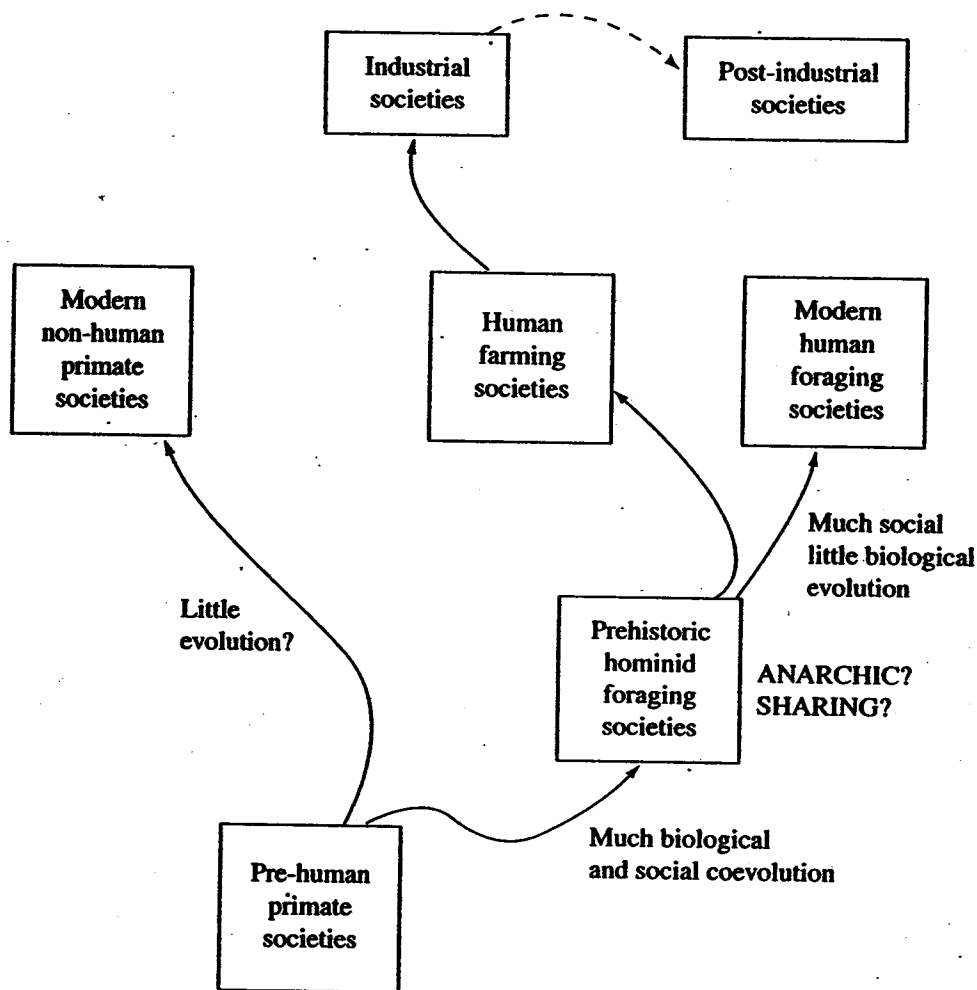 Industrial
societies
Post-industrial
societies
Modern
non-human
primate
societies
Human
farming
societies
Modern
human
foraging
societies
Much social
little biological
evolution
Little
evolution?
Prehistoric
hominid
foraging
societies
ANARCHIC?
SHARING?
Much biological
and social coevolution
Pre-human
primate
societies